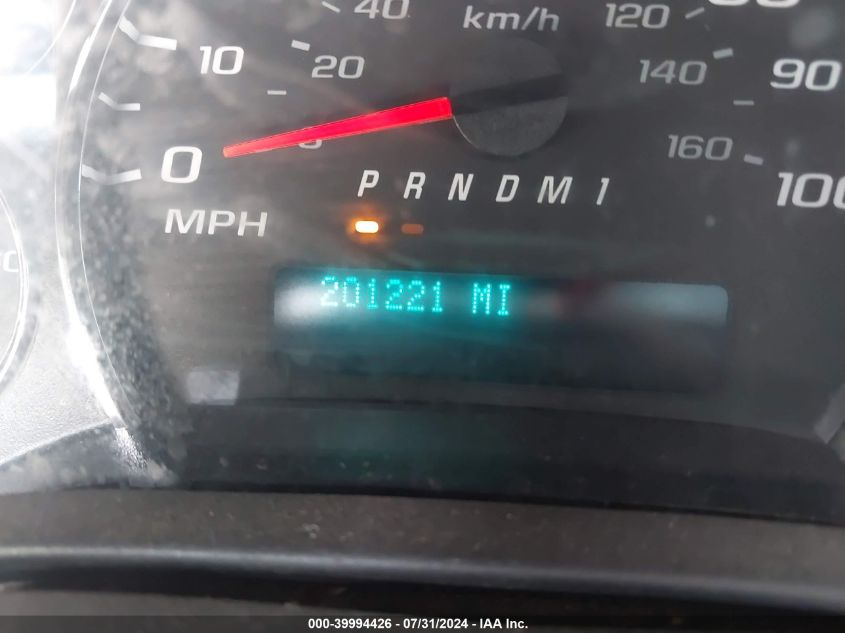 40 km/h 120
10 20 140 90
0 160 100
P R N D M 1
MPH
201221 MI
000-39994426 - 07/31/2024 - IAA Inc.